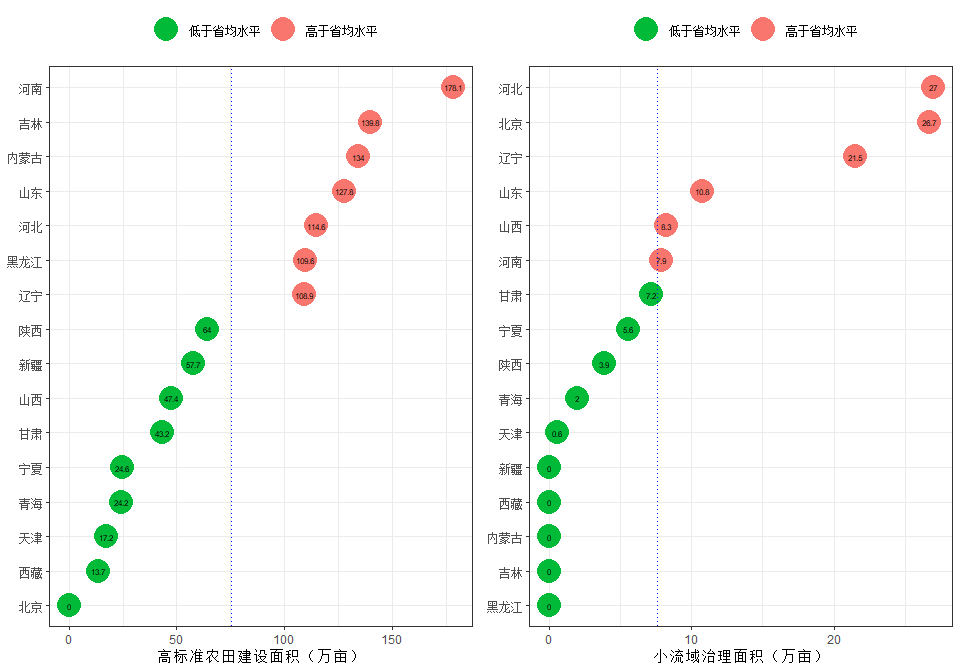 低于省均水平 高于省均水平
河南 178.1
吉林 139.8
内蒙古 134
山东 127.8
河北 114.6
黑龙江 109.6
辽宁 108.9
陕西 64
新疆 57.7
山西 47.4
甘肃 43.2
宁夏 24.6
青海 24.2
天津 17.2
西藏 13.7
北京 0
0 50 100 150
高标准农田建设面积（万亩）
低于省均水平 高于省均水平
河北 27
北京 26.7
辽宁 21.5
山东 10.8
山西 8.3
河南 7.9
甘肃 7.2
宁夏 5.6
陕西 3.9
青海 2
天津 0.6
新疆 0
西藏 0
内蒙古 0
吉林 0
黑龙江 0
0 10 20
小流域治理面积（万亩）